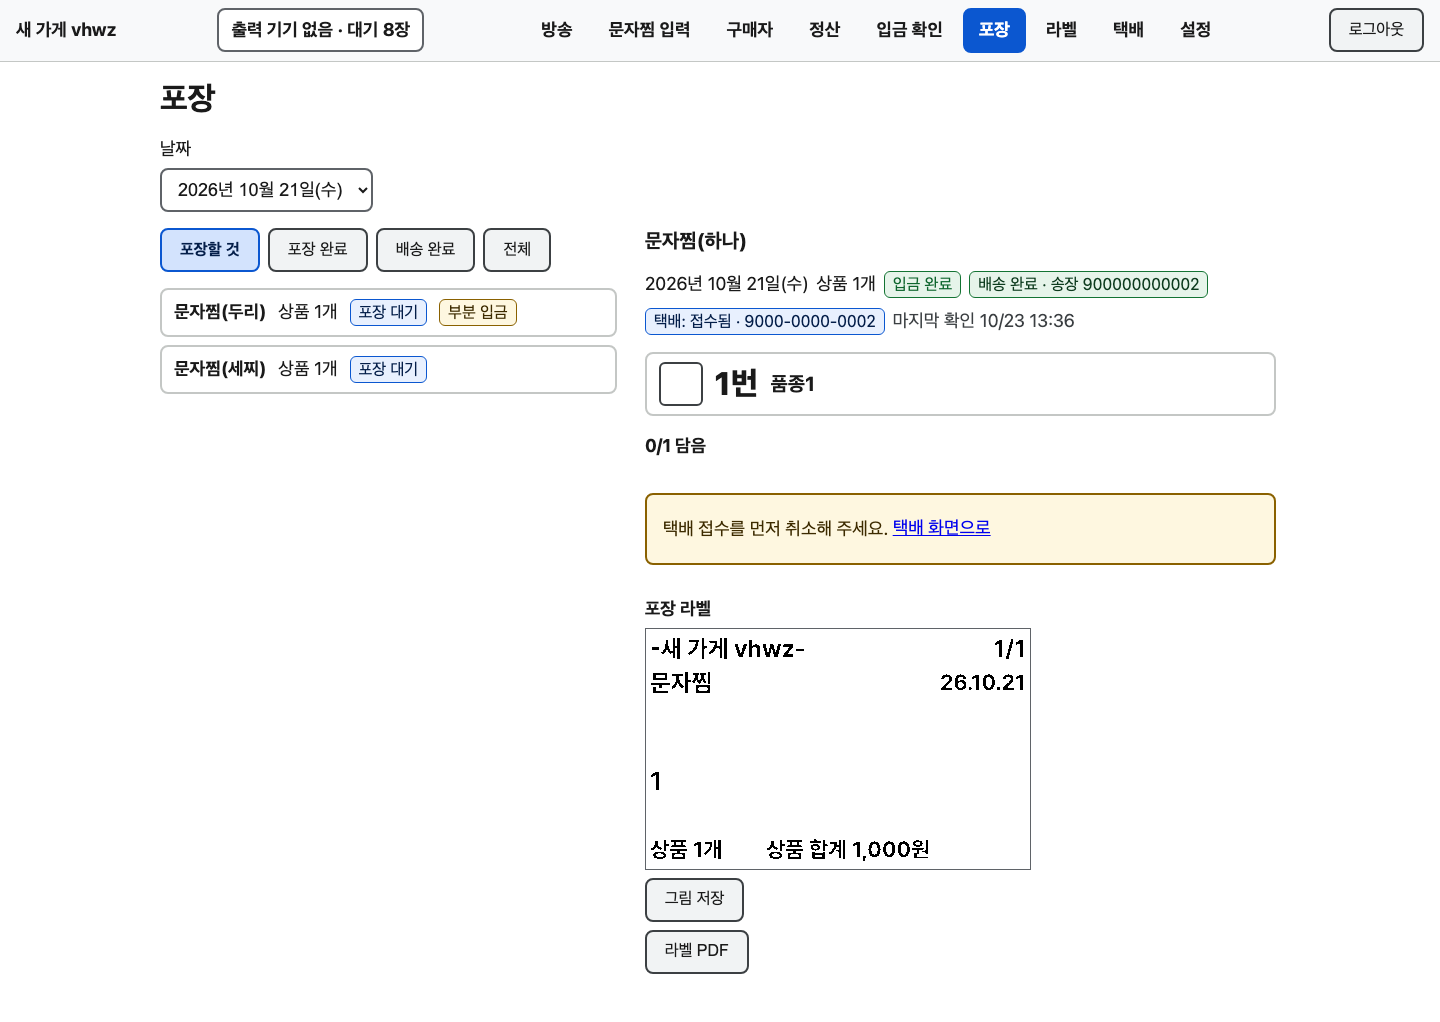 새 가게 vhwz
출력 기기 없음 · 대기 8장
방송
문자찜 입력
구매자
정산
입금 확인
포장
라벨
택배
설정
로그아웃
포장
날짜
2026년 10월 21일(수)
포장할 것
포장 완료
배송 완료
전체
문자찜(두리) 상품 1개 포장 대기 부분 입금
문자찜(세찌) 상품 1개 포장 대기
문자찜(하나)
2026년 10월 21일(수) 상품 1개 입금 완료 배송 완료 · 송장 900000000002
택배: 접수됨 · 9000-0000-0002 마지막 확인 10/23 13:36
1번 품종1
0/1 담음
택배 접수를 먼저 취소해 주세요. 택배 화면으로
포장 라벨
-새 가게 vhwz- 1/1
문자찜 26.10.21
1
상품 1개 상품 합계 1,000원
그림 저장
라벨 PDF